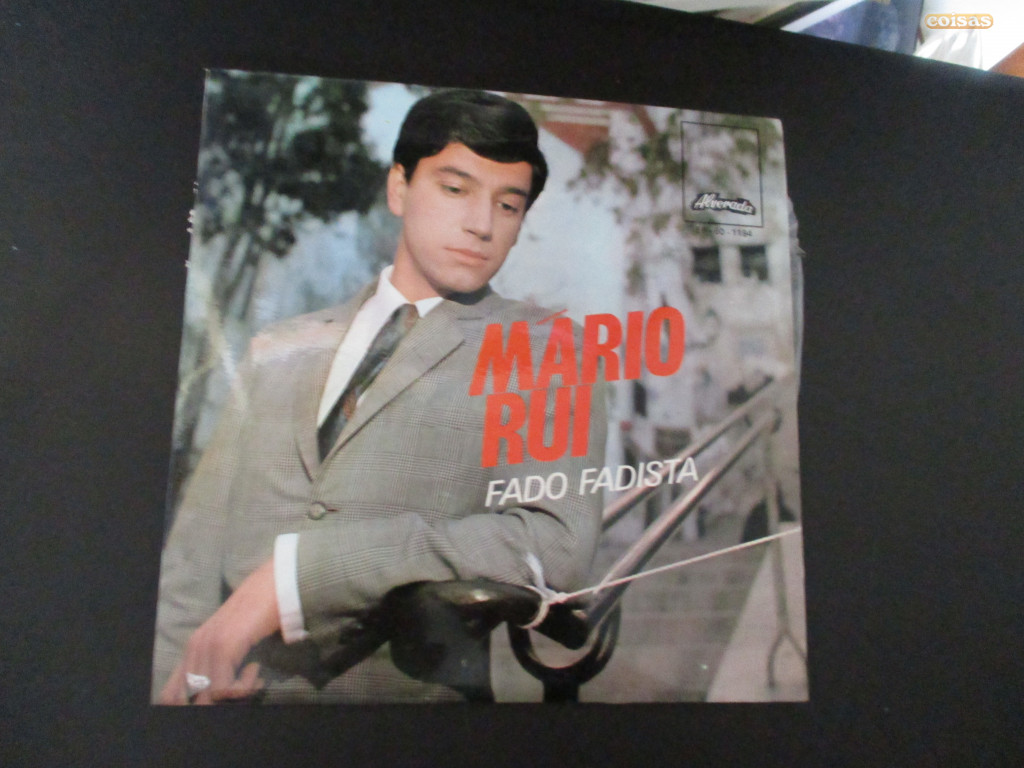 coisas
Alvorada
MÁRIO
RUI
FADO FADISTA